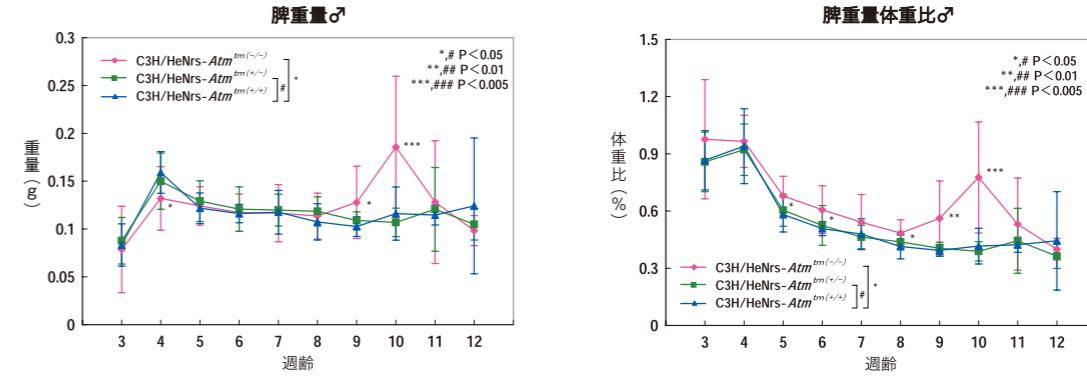 脾重量♂
0.3
0.25
0.2
0.15
0.1
0.05
0
重量(g)
C3H/HeNrs-Atm tm(-/-)
C3H/HeNrs-Atm tm(+/-)
C3H/HeNrs-Atm tm(+/+)
#
*
*,# P<0.05
**,## P<0.01
***,### P<0.005
*
*
***
3 4 5 6 7 8 9 10 11 12
週齢
脾重量体重比♂
1.5
1.2
0.9
0.6
0.3
0
体重比(%)
*,# P<0.05
**,## P<0.01
***,### P<0.005
*
*
*
**
***
C3H/HeNrs-Atm tm(-/-)
C3H/HeNrs-Atm tm(+/-)
C3H/HeNrs-Atm tm(+/+)
#
*
3 4 5 6 7 8 9 10 11 12
週齢